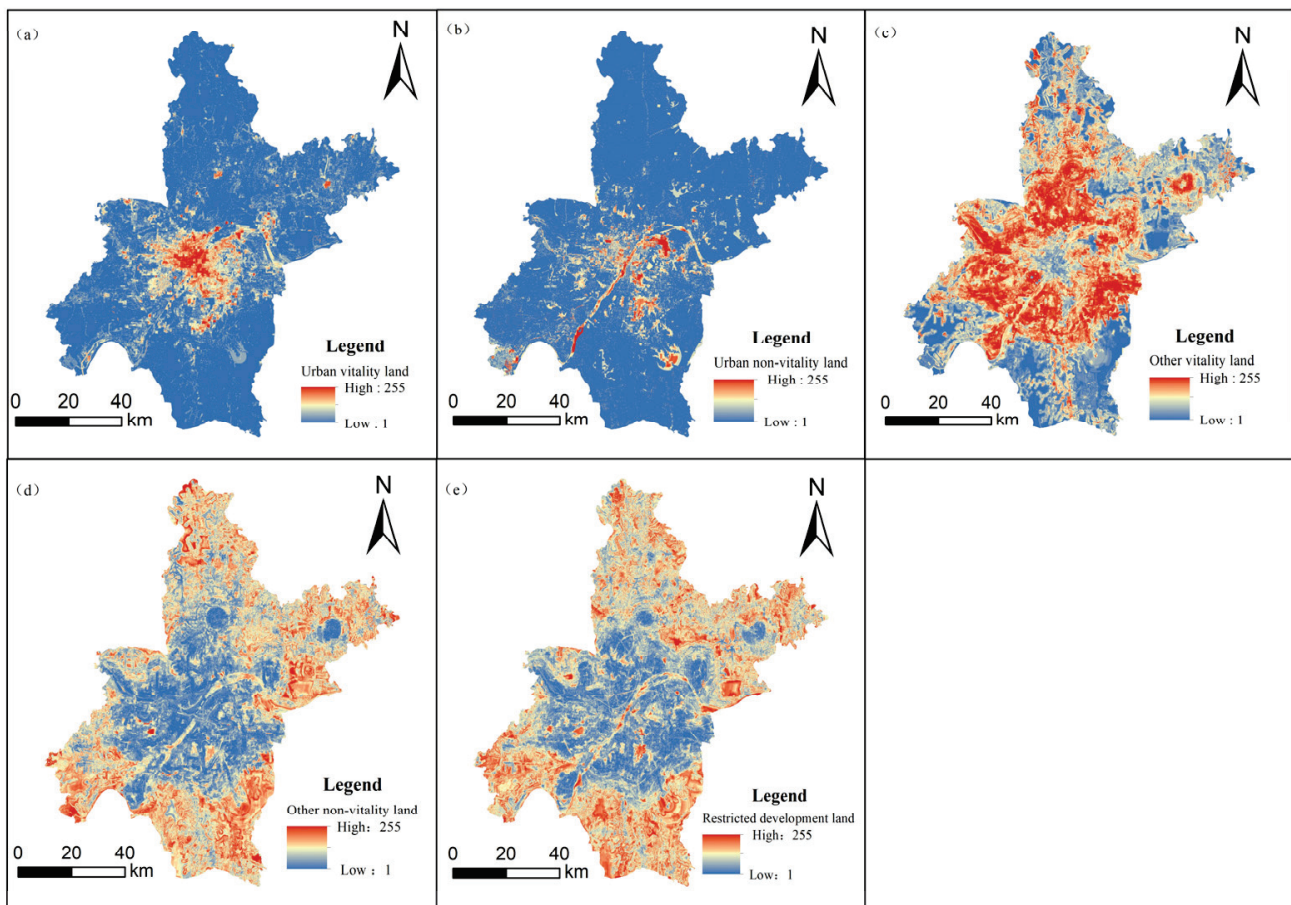 (a)
N
Legend
Urban vitality land
High : 255
Low : 1
0 20 40
km
(b)
N
Legend
Urban non-vitality land
High : 255
Low : 1
0 20 40
km
(c)
N
Legend
Other vitality land
High : 255
Low : 1
0 20 40
km
(d)
N
Legend
Other non-vitality land
High: 255
Low : 1
0 20 40
km
(e)
N
Legend
Restricted development land
High: 255
Low: 1
0 20 40
km